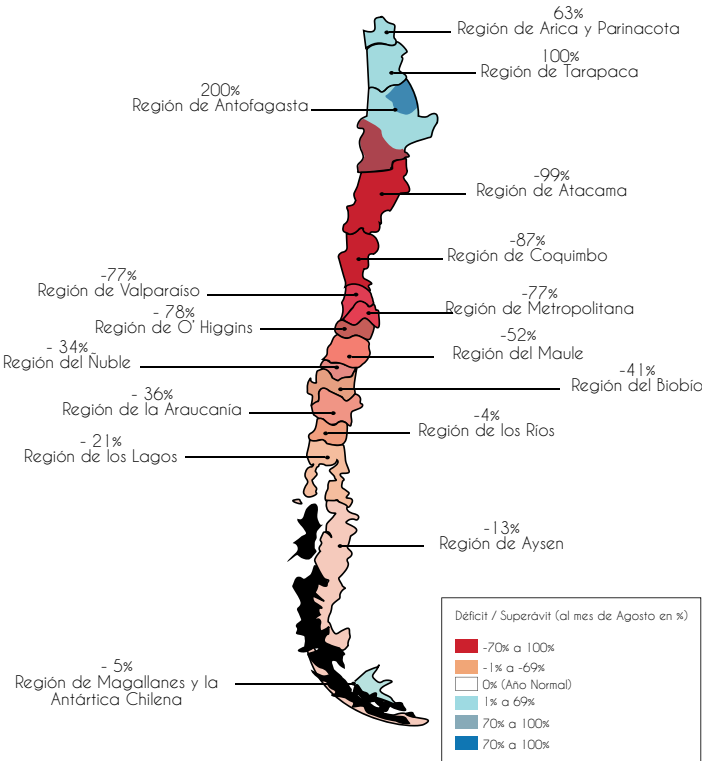 63%
Región de Arica y Parinacota
100%
Región de Tarapaca
200%
Región de Antofagasta
-99%
Región de Atacama
-87%
Región de Coquimbo
-77%
Región de Valparaíso
-77%
Región de Metropolitana
- 78%
Región de O' Higgins
-52%
Región del Maule
- 34%
Región del Ñuble
-41%
Región del Biobío
- 36%
Región de la Araucanía
-4%
Región de los Ríos
- 21%
Región de los Lagos
-13%
Región de Aysen
- 5%
Región de Magallanes y la
Antártica Chilena
Déficit / Superávit (al mes de Agosto en %)
-70% a 100%
-1% a -69%
0% (Año Normal)
1% a 69%
70% a 100%
70% a 100%